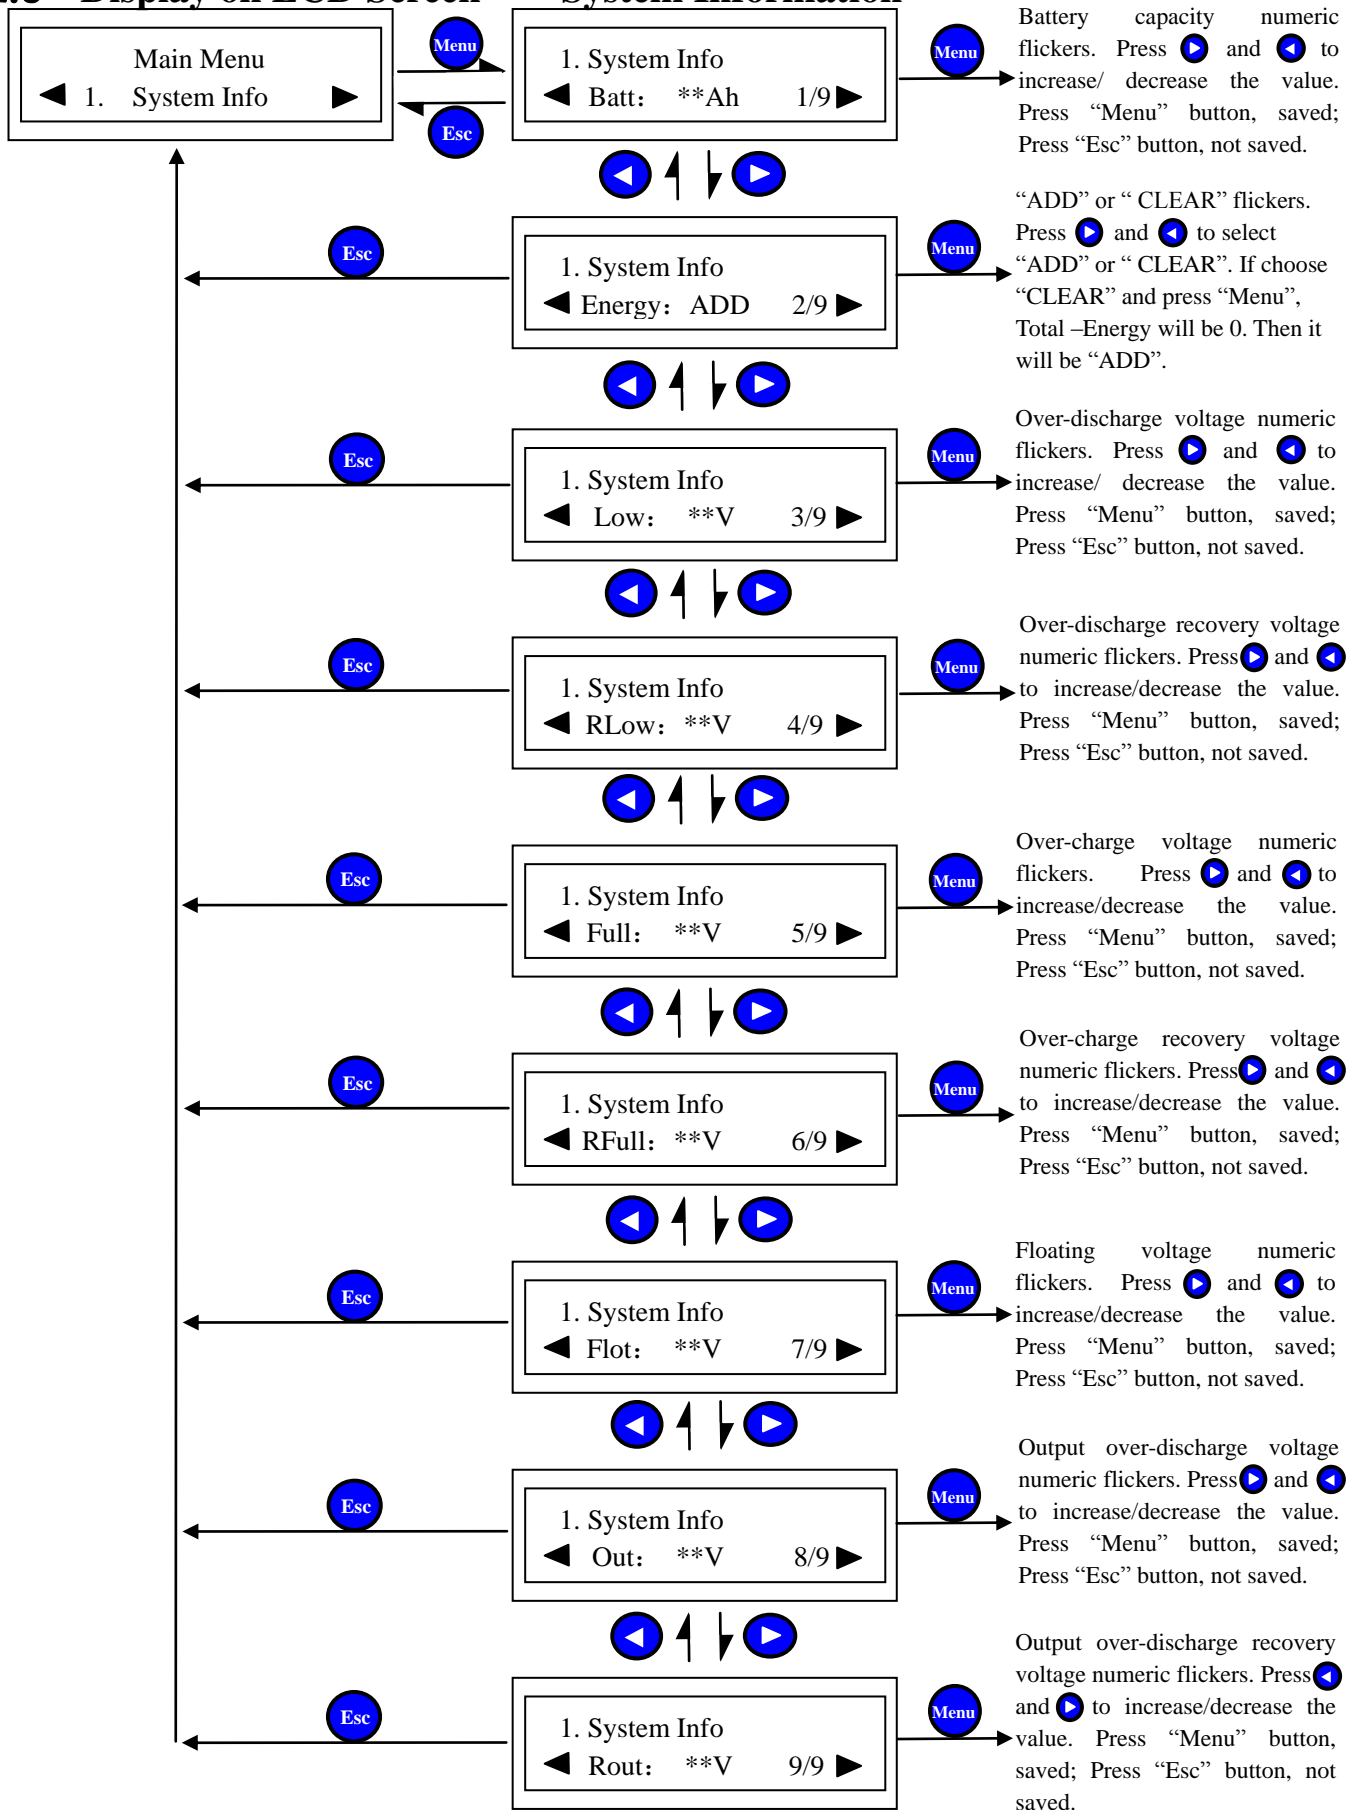 Display on LCD Screen System Information
Main Menu
◀ 1. System Info ▶
Menu
Esc
1. System Info
◀ Batt： **Ah 1/9 ▶
Menu
Battery capacity numeric
flickers. Press ▶ and ◀ to
increase/ decrease the value.
Press “Menu” button, saved;
Press “Esc” button, not saved.
Esc
1. System Info
◀ Energy：ADD 2/9 ▶
Menu
“ADD” or “ CLEAR” flickers.
Press ▶ and ◀ to select
“ADD” or “ CLEAR”. If choose
“CLEAR” and press “Menu”,
Total –Energy will be 0. Then it
will be “ADD”.
Esc
1. System Info
◀ Low： **V 3/9 ▶
Menu
Over-discharge voltage numeric
flickers. Press ▶ and ◀ to
increase/ decrease the value.
Press “Menu” button, saved;
Press “Esc” button, not saved.
Esc
1. System Info
◀ RLow：**V 4/9 ▶
Menu
Over-discharge recovery voltage
numeric flickers. Press ▶ and ◀
to increase/decrease the value.
Press “Menu” button, saved;
Press “Esc” button, not saved.
Esc
1. System Info
◀ Full： **V 5/9 ▶
Menu
Over-charge voltage numeric
flickers. Press ▶ and ◀ to
increase/decrease the value.
Press “Menu” button, saved;
Press “Esc” button, not saved.
Esc
1. System Info
◀ RFull：**V 6/9 ▶
Menu
Over-charge recovery voltage
numeric flickers. Press ▶ and ◀
to increase/decrease the value.
Press “Menu” button, saved;
Press “Esc” button, not saved.
Esc
1. System Info
◀ Flot： **V 7/9 ▶
Menu
Floating voltage numeric
flickers. Press ▶ and ◀ to
increase/decrease the value.
Press “Menu” button, saved;
Press “Esc” button, not saved.
Esc
1. System Info
◀ Out： **V 8/9 ▶
Menu
Output over-discharge voltage
numeric flickers. Press ▶ and ◀
to increase/decrease the value.
Press “Menu” button, saved;
Press “Esc” button, not saved.
Esc
1. System Info
◀ Rout： **V 9/9 ▶
Menu
Output over-discharge recovery
voltage numeric flickers. Press ◀
and ▶ to increase/decrease the
value. Press “Menu” button,
saved; Press “Esc” button, not
saved.